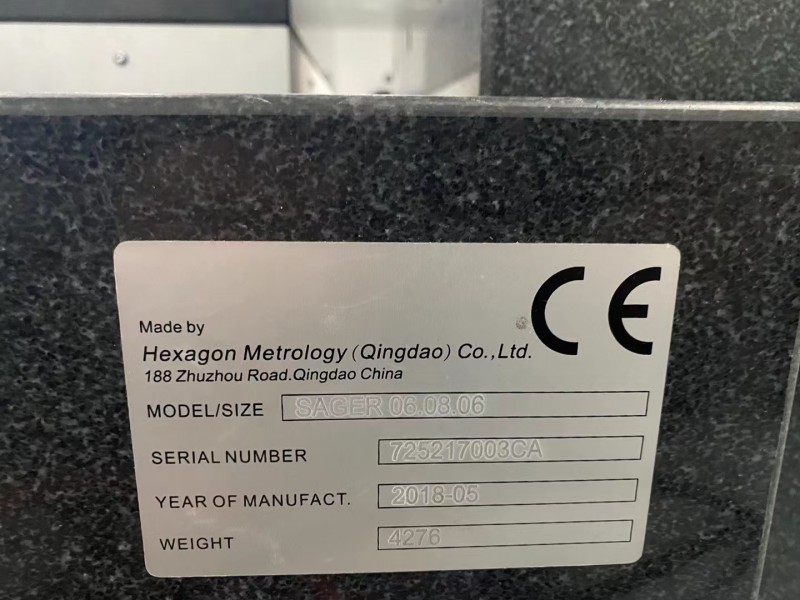 CE
Made by
Hexagon Metrology (Qingdao) Co.,Ltd.
188 Zhuzhou Road.Qingdao China
MODEL/SIZE SAGER 06.08.06
SERIAL NUMBER 725217003CA
YEAR OF MANUFACT. 2018-05
WEIGHT 4276